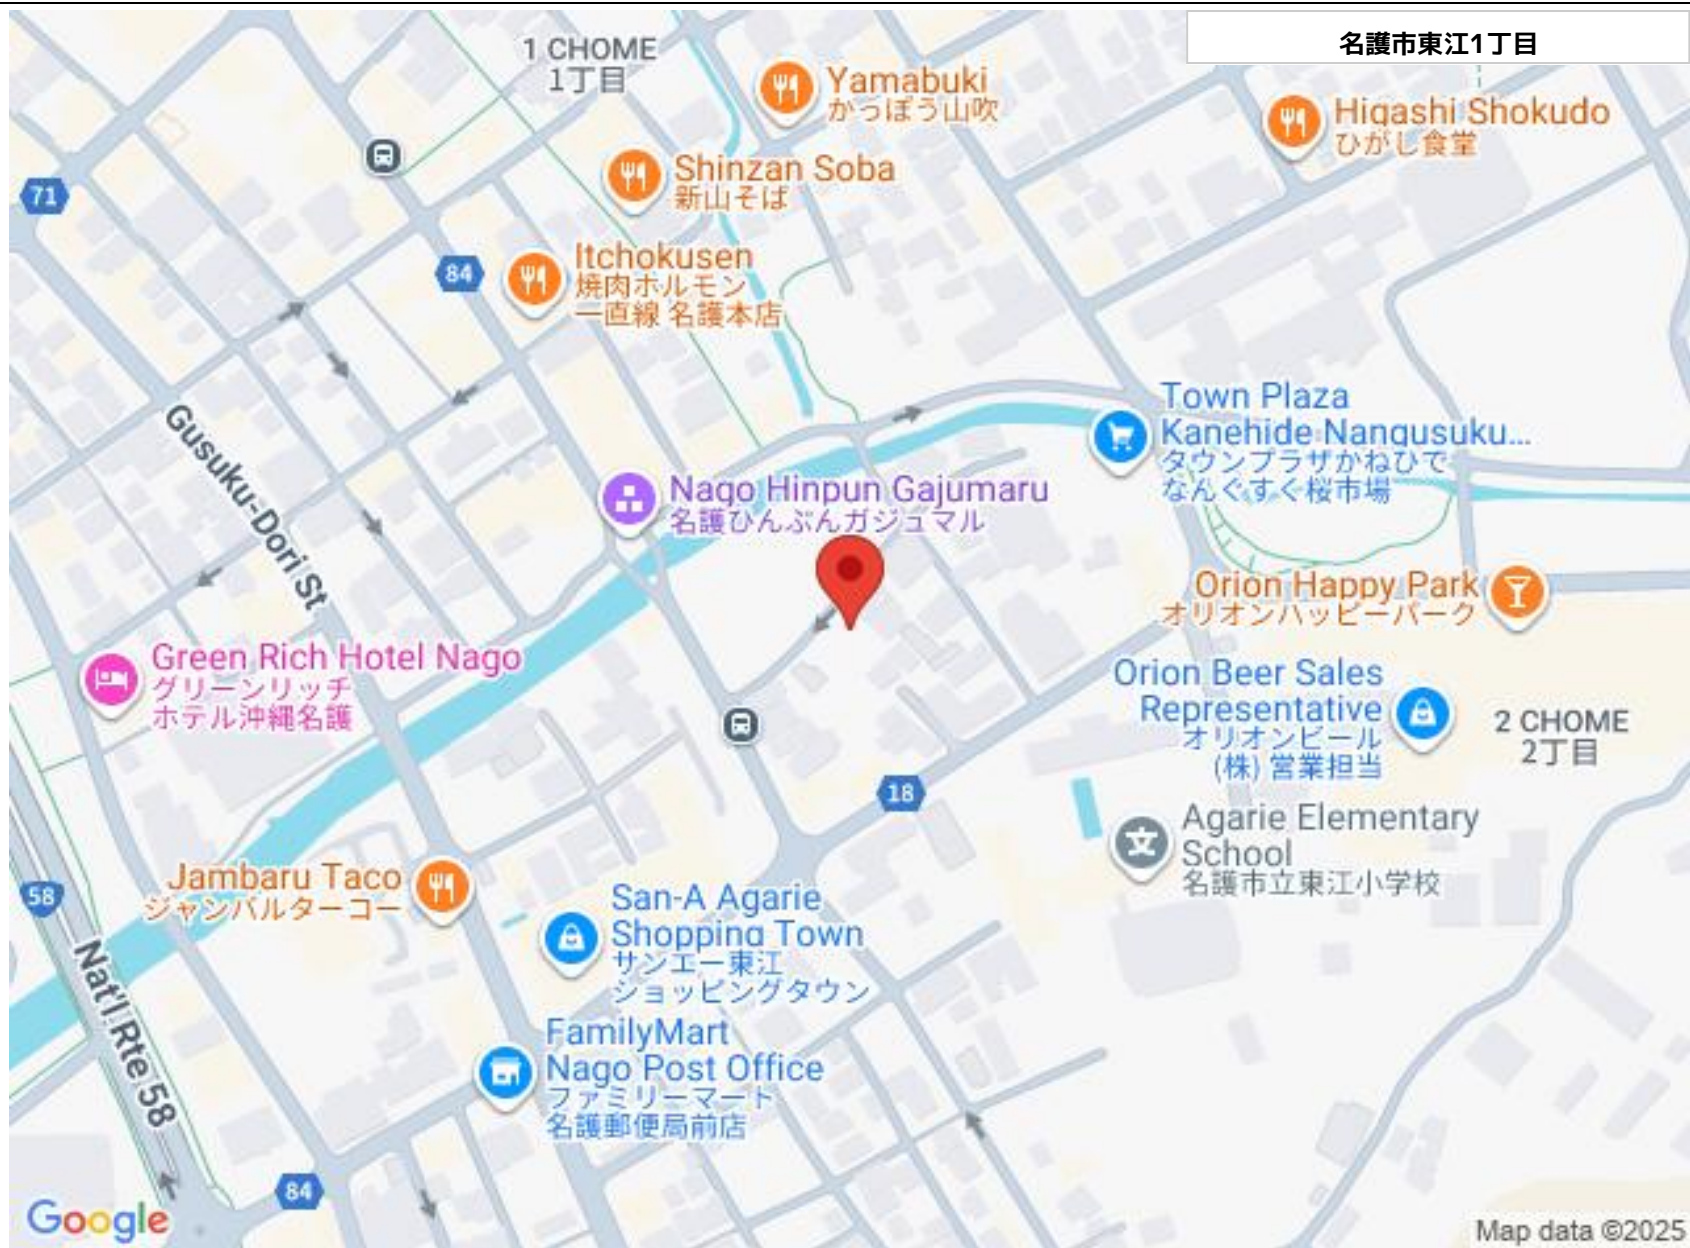 名護市東江1丁目
1 CHOME
1丁目
Yamabuki
かっぽう山吹
Higashi Shokudo
ひがし食堂
Shinzan Soba
新山そば
71
84
Itchokusen
焼肉ホルモン
一直線 名護本店
Gusuku-Dori St
Town Plaza
Kanehide Nangusuku...
タウンプラザかねひで
なんぐすく桜市場
Nago Hinpun Gajumaru
名護ひんぷんガジュマル
Orion Happy Park
オリオンハッピーパーク
Green Rich Hotel Nago
グリーンリッチ
ホテル沖縄名護
Orion Beer Sales
Representative
オリオンビール
(株) 営業担当
2 CHOME
2丁目
18
Agarie Elementary
School
名護市立東江小学校
Jambaru Taco
ジャンバルターコー
58
San-A Agarie
Shopping Town
サンエー東江
ショッピングタウン
Nat'l Rte 58
FamilyMart
Nago Post Office
ファミリーマート
名護郵便局前店
84
Google
Map data ©2025